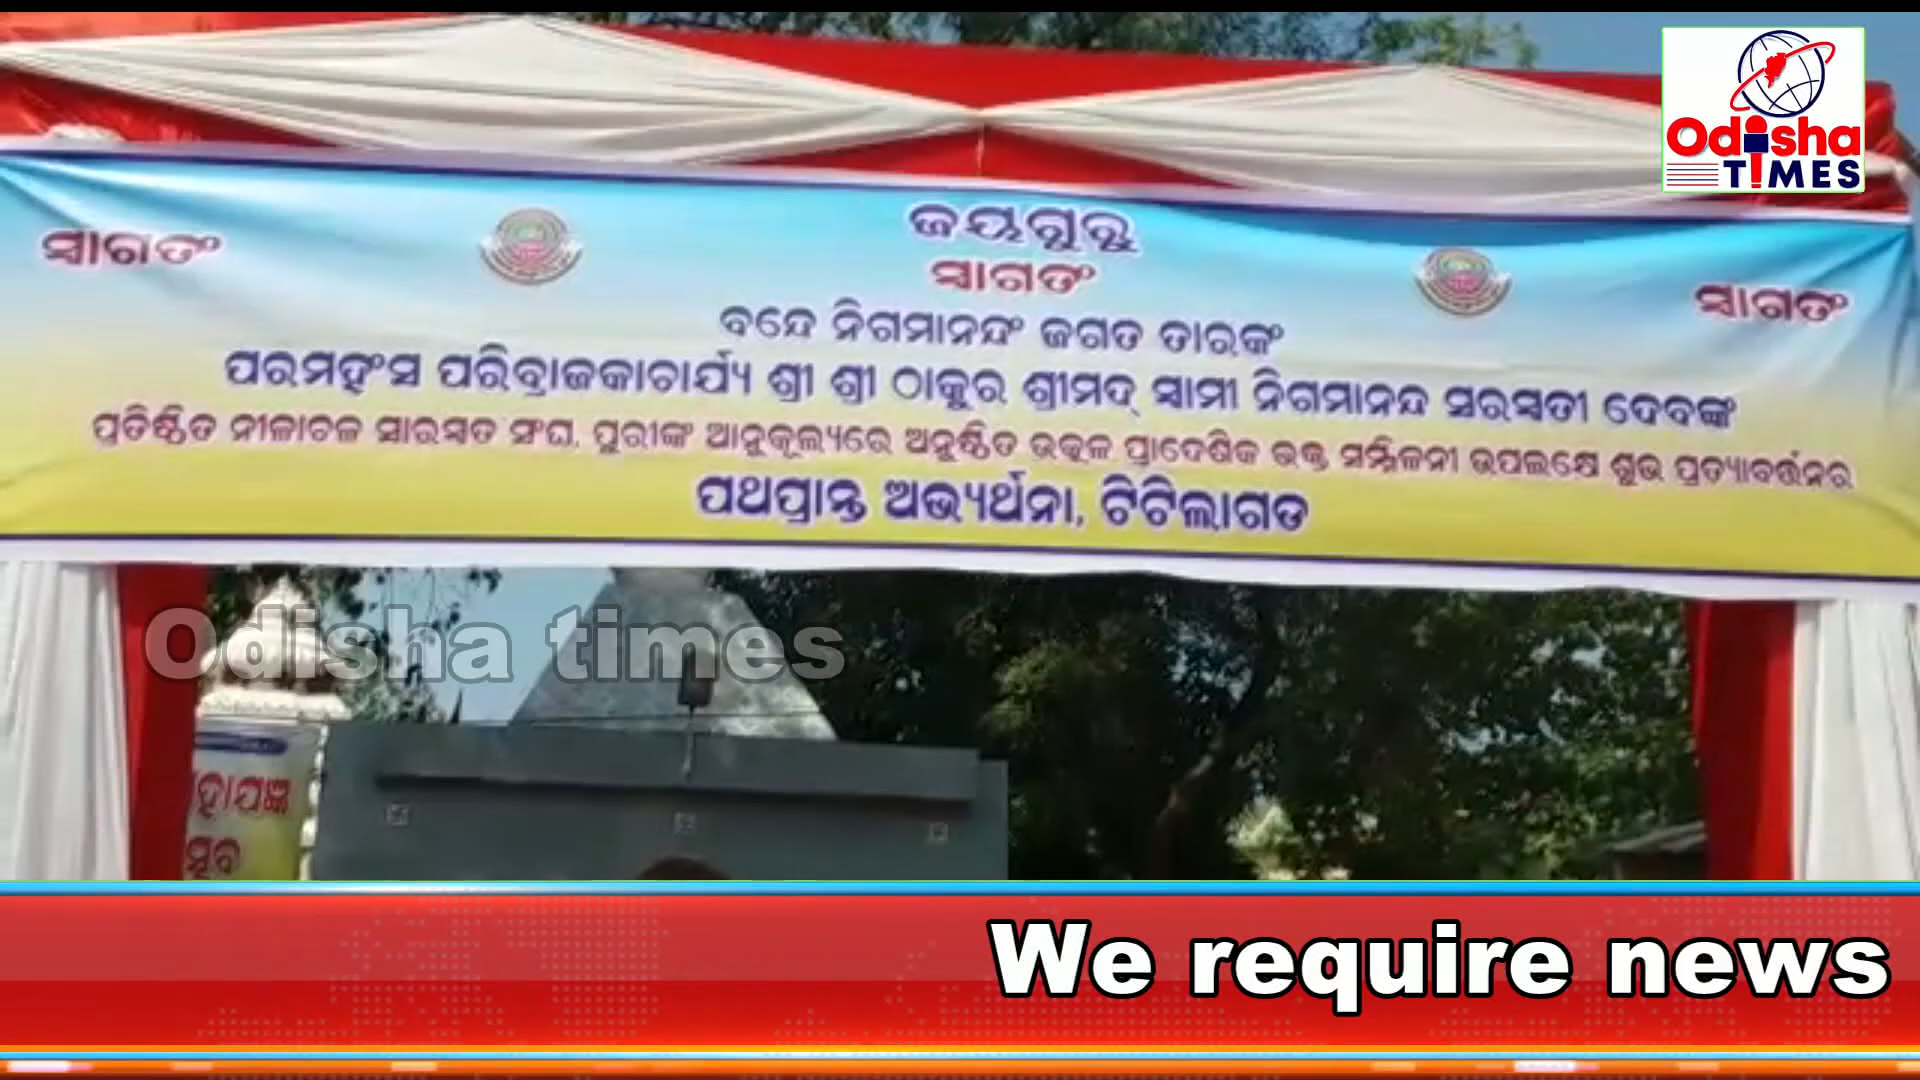 Odisha
TIMES
ଜୟଗୁରୁ
ସ୍ୱାଗତଂ
ସ୍ୱାଗତଂ
ସ୍ୱାଗତଂ
ବନ୍ଦେ ନିଗମାନନ୍ଦଂ ଜଗତ ତାରକଂ
ପରମହଂସ ପରିବ୍ରାଜକାଚାର୍ଯ୍ୟ ଶ୍ରୀ ଶ୍ରୀ ଠାକୁର ଶ୍ରୀମଦ୍ ସ୍ୱାମୀ ନିଗମାନନ୍ଦ ସରସ୍ୱତୀ ଦେବଙ୍କ
ପ୍ରତିଷ୍ଠିତ ନୀଳାଚଳ ସାରସ୍ୱତ ସଂଘ, ପୁରୀଙ୍କ ଆନୁକୂଲ୍ୟରେ ଅନୁଷ୍ଠିତ ଉତ୍କଳ ପ୍ରାଦେଶିକ ଭକ୍ତ ସମ୍ମିଳନୀ ଉପଲକ୍ଷେ ଶୁଭ ପ୍ରତ୍ୟାବର୍ତ୍ତନର
ପଥପ୍ରାନ୍ତ ଅଭ୍ୟର୍ଥନା, ଟିଟିଲାଗଡ
Odisha times
We require news